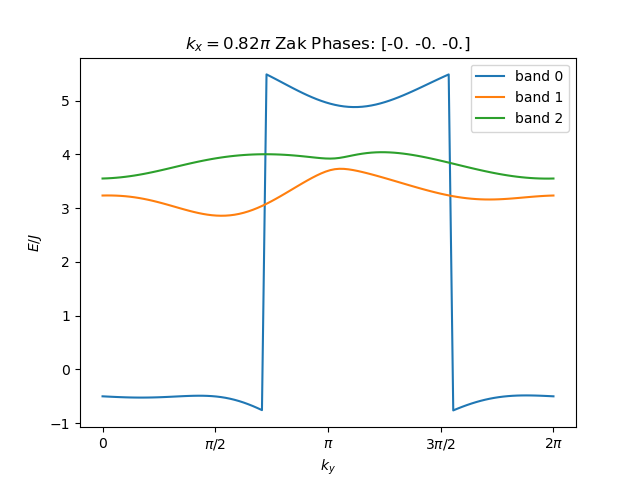 k_x = 0.82π Zak Phases: [-0. -0. -0.]
band 0
band 1
band 2
E/J
5
4
3
2
1
0
−1
0
π/2
π
3π/2
2π
k_y